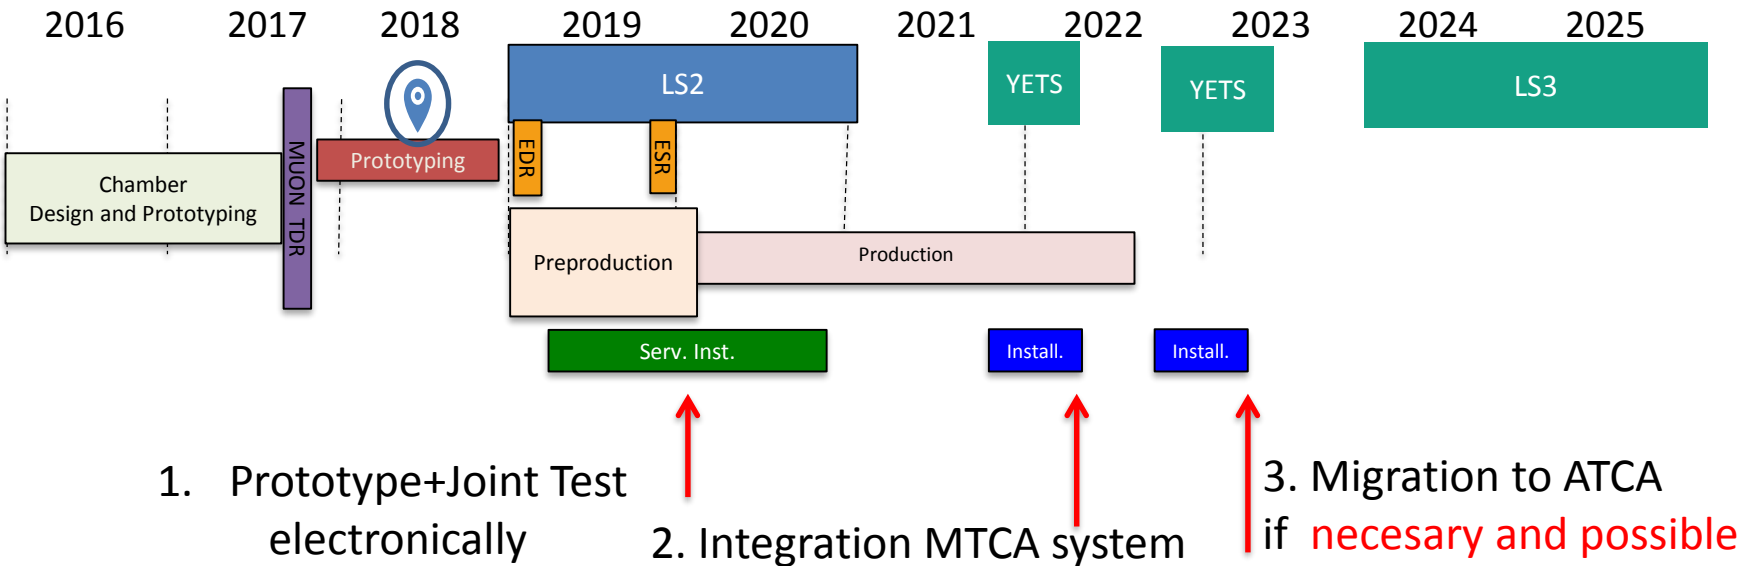 2016 2017 2018 2019 2020 2021 2022 2023 2024 2025
LS2
YETS
YETS
LS3
MUON TDR
Prototyping
EDR
ESR
Chamber
Design and Prototyping
Preproduction
Production
Serv. Inst.
Install.
Install.
1. Prototype+Joint Test
electronically
2. Integration MTCA system
3. Migration to ATCA
if necesary and possible